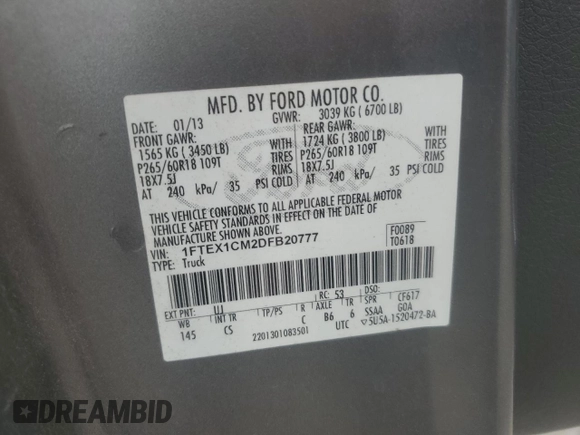 MFD. BY FORD MOTOR CO.
DATE: 01/13 GVWR: 3039 KG ( 6700 LB)
FRONT GAWR: REAR GAWR:
1565 KG ( 3450 LB) WITH 1724 KG ( 3800 LB) WITH
P265/60R18 109T TIRES P265/60R18 109T TIRES
18X7.5J RIMS 18X7.5J RIMS
AT 240 kPa/ 35 PSI COLD AT 240 kPa/ 35 PSI COLD
THIS VEHICLE CONFORMS TO ALL APPLICABLE FEDERAL MOTOR
VEHICLE SAFETY STANDARDS IN EFFECT ON THE DATE OF
MANUFACTURE SHOWN ABOVE.
VIN: 1FTEX1CM2DFB20777 F0089
TYPE: Truck T0618
EXT PNT: UJ RC: 53 DSO:
WB INT TR TP/PS R AXLE TR SPR CF617
145 CS C B6 6 SSAA GOA
2201301083501 UTC 5U5A-1520472-BA
Ford
DREAMBID